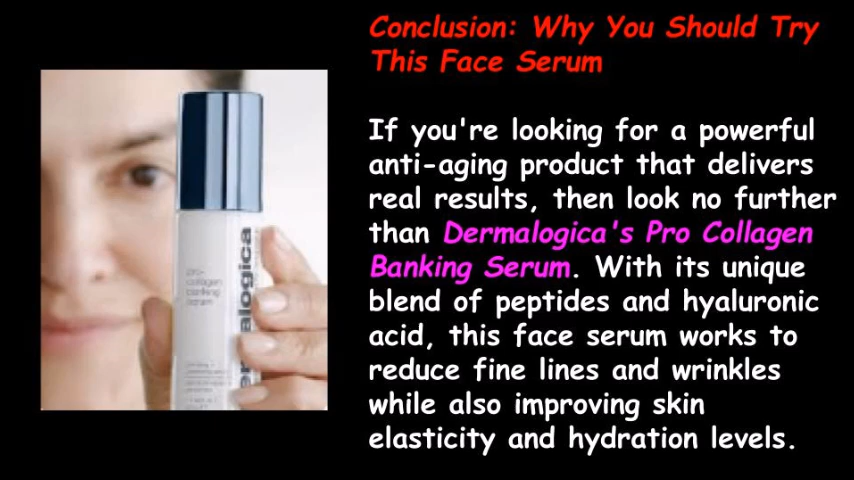 Conclusion: Why You Should Try
This Face Serum
If you're looking for a powerful
anti-aging product that delivers
real results, then look no further
than Dermalogica's Pro Collagen
Banking Serum. With its unique
blend of peptides and hyaluronic
acid, this face serum works to
reduce fine lines and wrinkles
while also improving skin
elasticity and hydration levels.
pro-
collagen
banking
serum